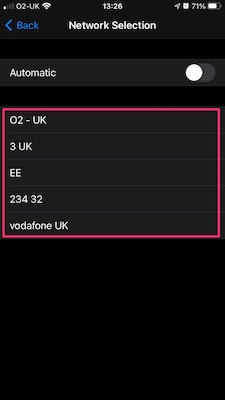 O2-UK 13:26 71%
Back Network Selection
Automatic
O2 - UK
3 UK
EE
234 32
vodafone UK